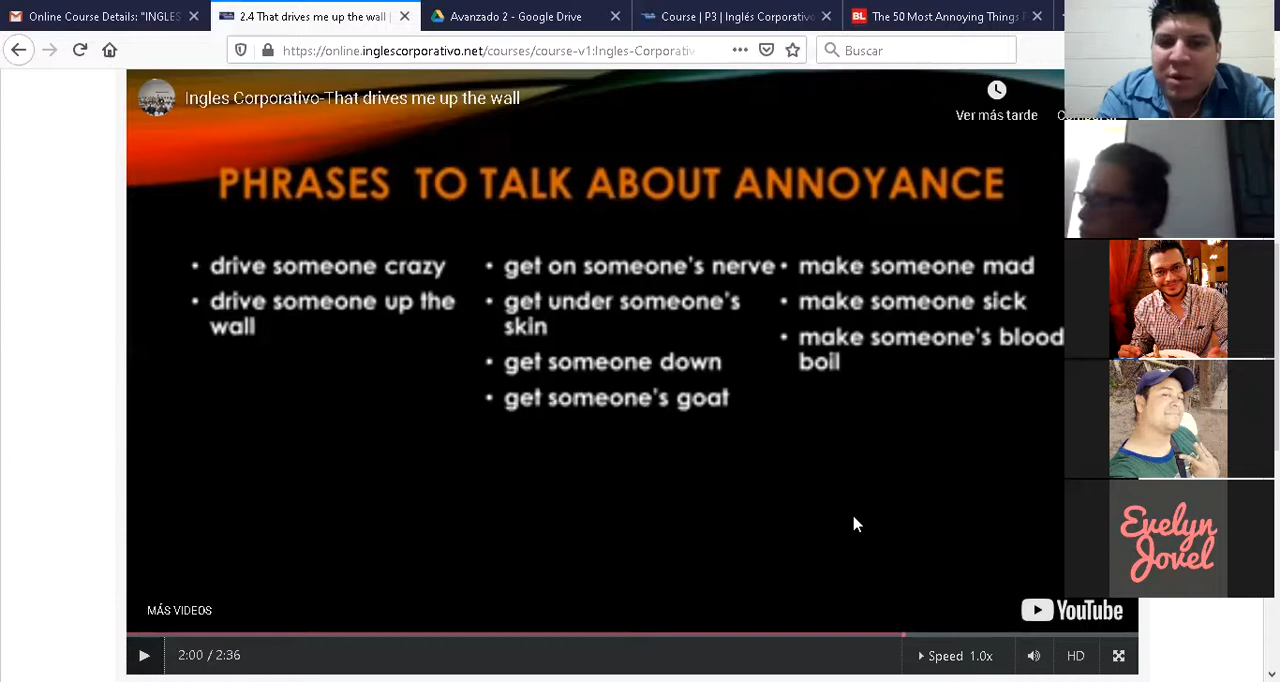 Online Course Details: "INGLES
2.4 That drives me up the wall |
Avanzado 2 - Google Drive
Course | P3 | Inglés Corporativo
The 50 Most Annoying Things
https://online.inglescorporativo.net/courses/course-v1:Ingles-Corporativ
Buscar
Ingles Corporativo-That drives me up the wall
Ver más tarde
PHRASES TO TALK ABOUT ANNOYANCE
• drive someone crazy
• drive someone up the
wall
• get on someone's nerve
• get under someone's
skin
• get someone down
• get someone's goat
• make someone mad
• make someone sick
• make someone's blood
boil
Evelyn
Jovel
MÁS VIDEOS
YouTube
2:00 / 2:36
Speed 1.0x
HD